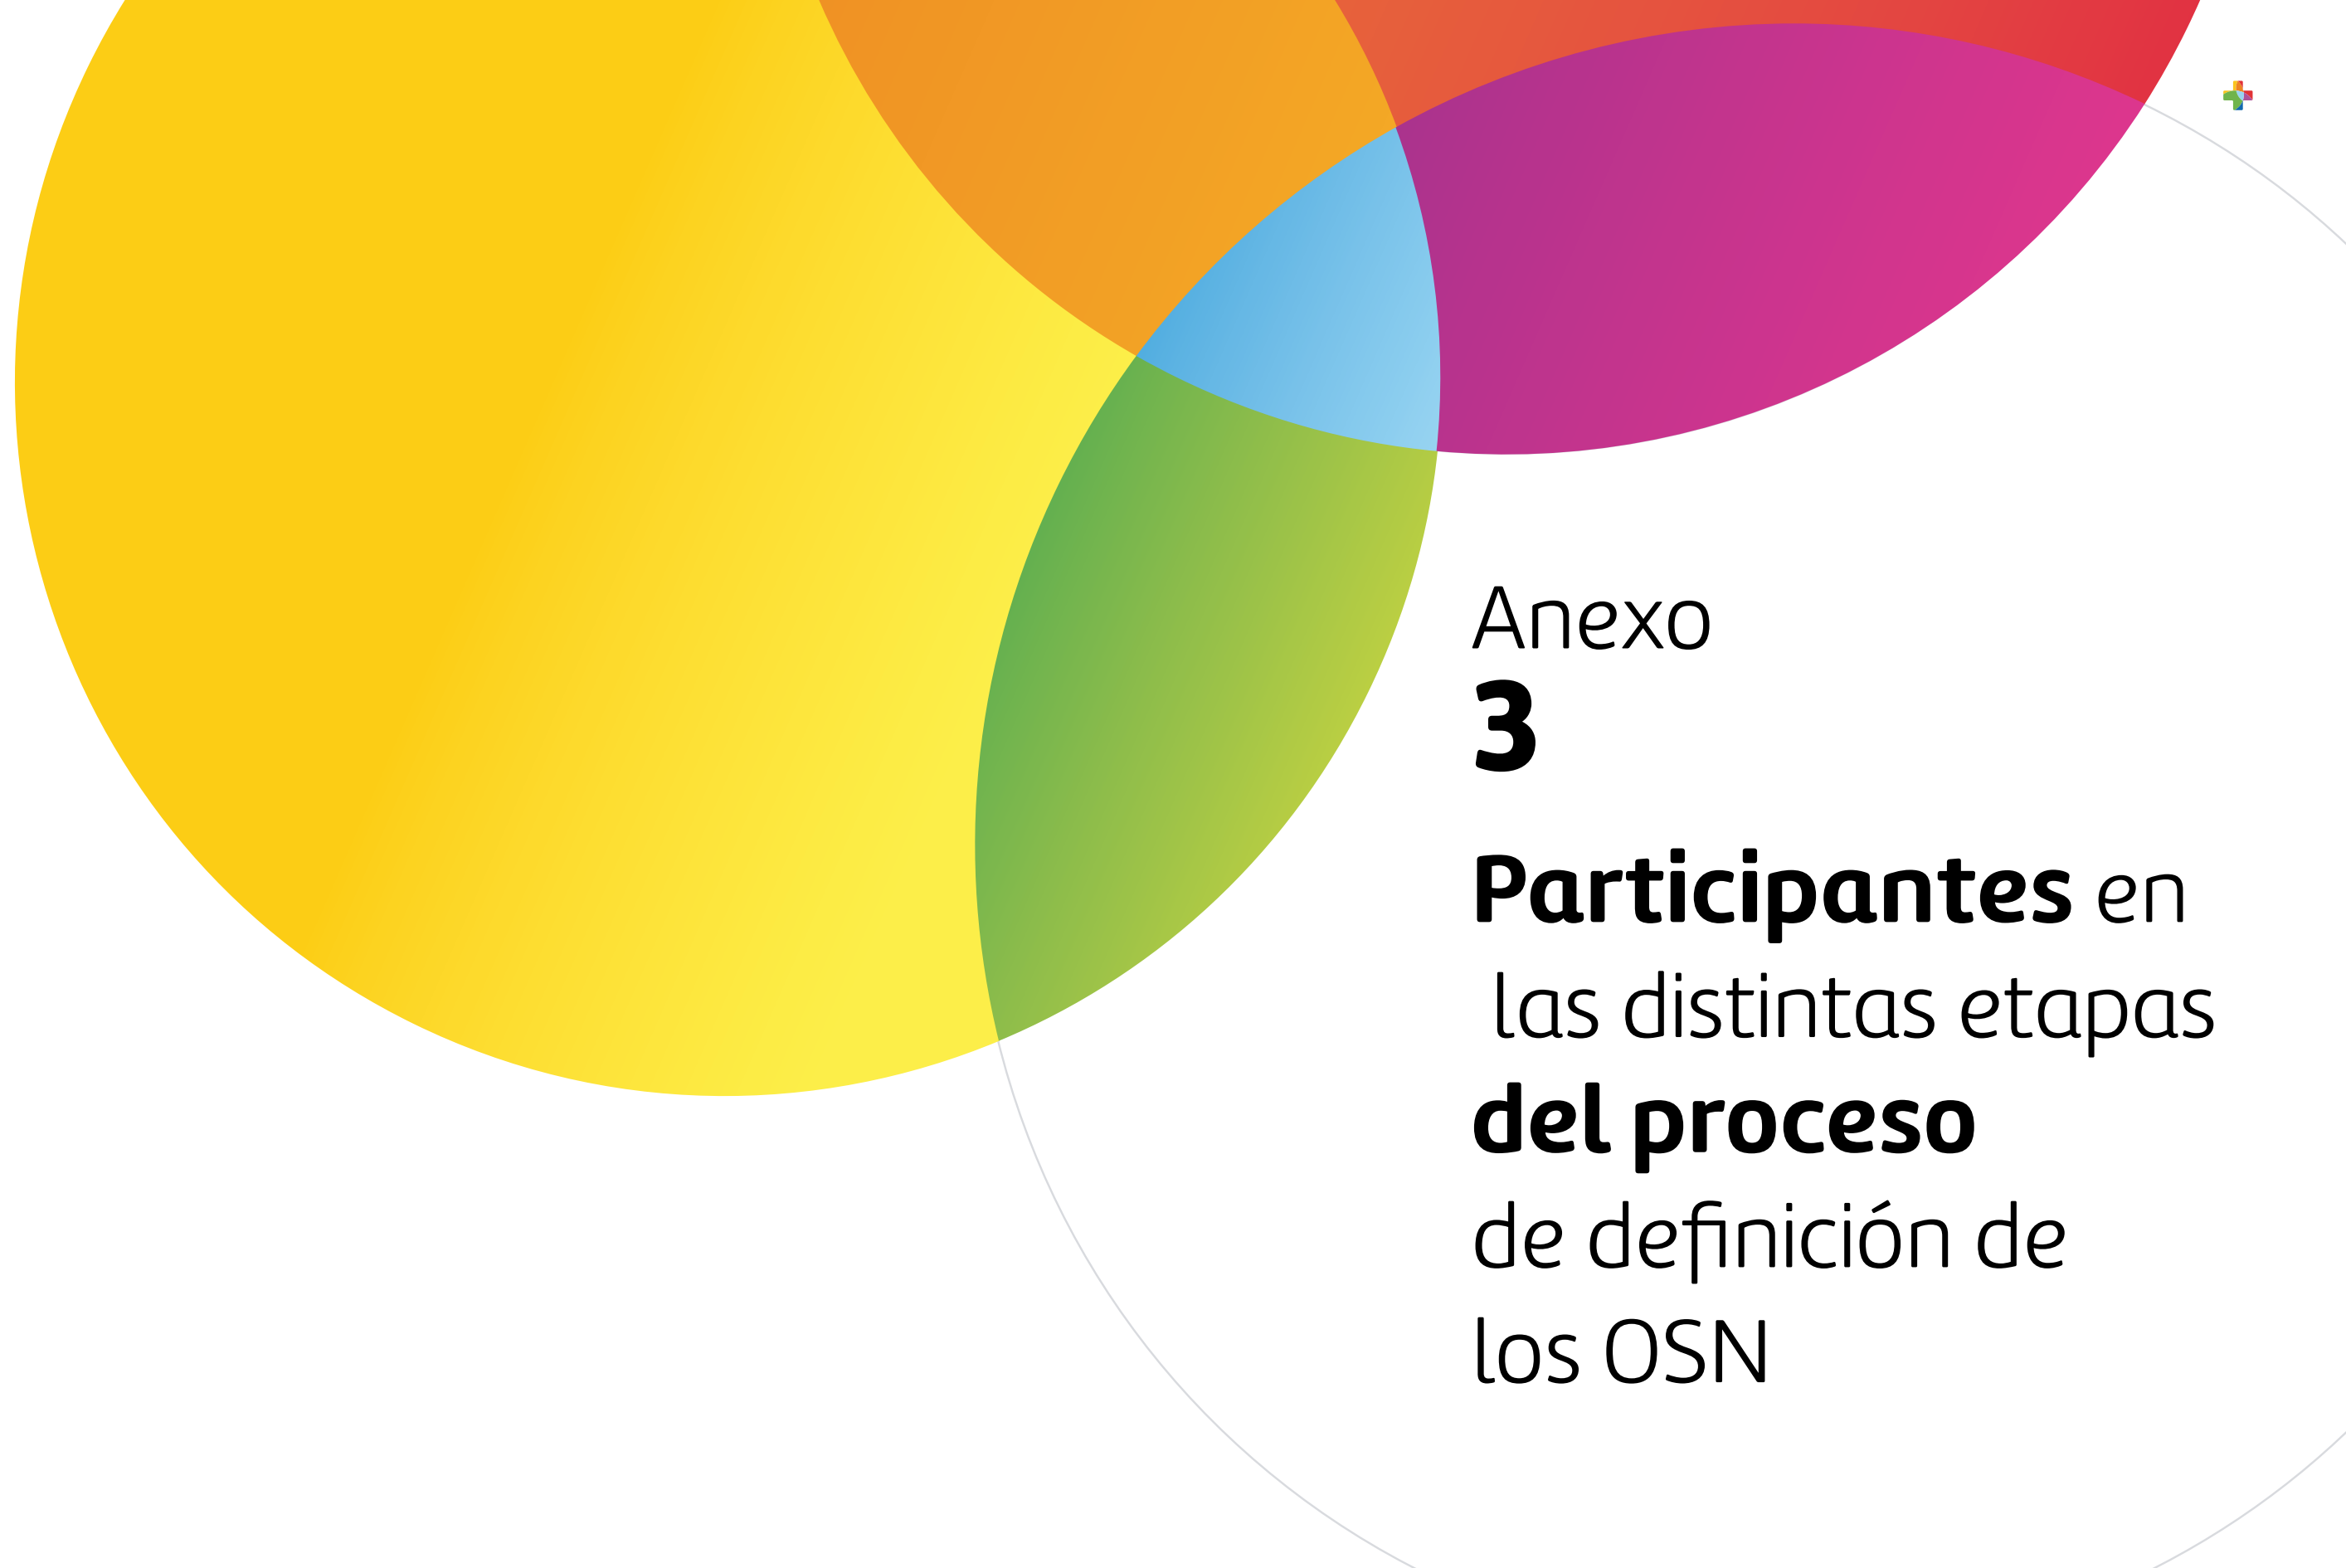 Anexo
3
Participantes en
las distintas etapas
del proceso
de definición de
los OSN